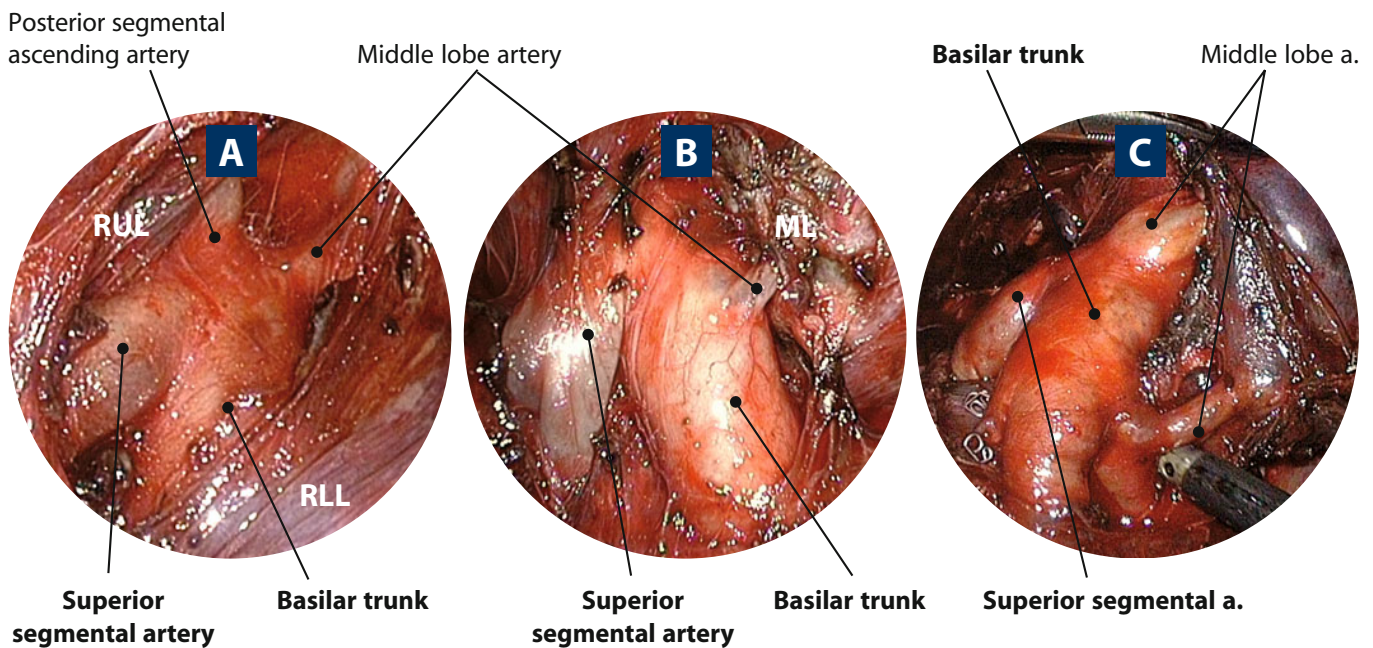 Posterior segmental
ascending artery
Middle lobe artery
Basilar trunk
Middle lobe a.
A
B
C
RUL
ML
RLL
Superior
segmental artery
Basilar trunk
Superior
segmental artery
Basilar trunk
Superior segmental a.